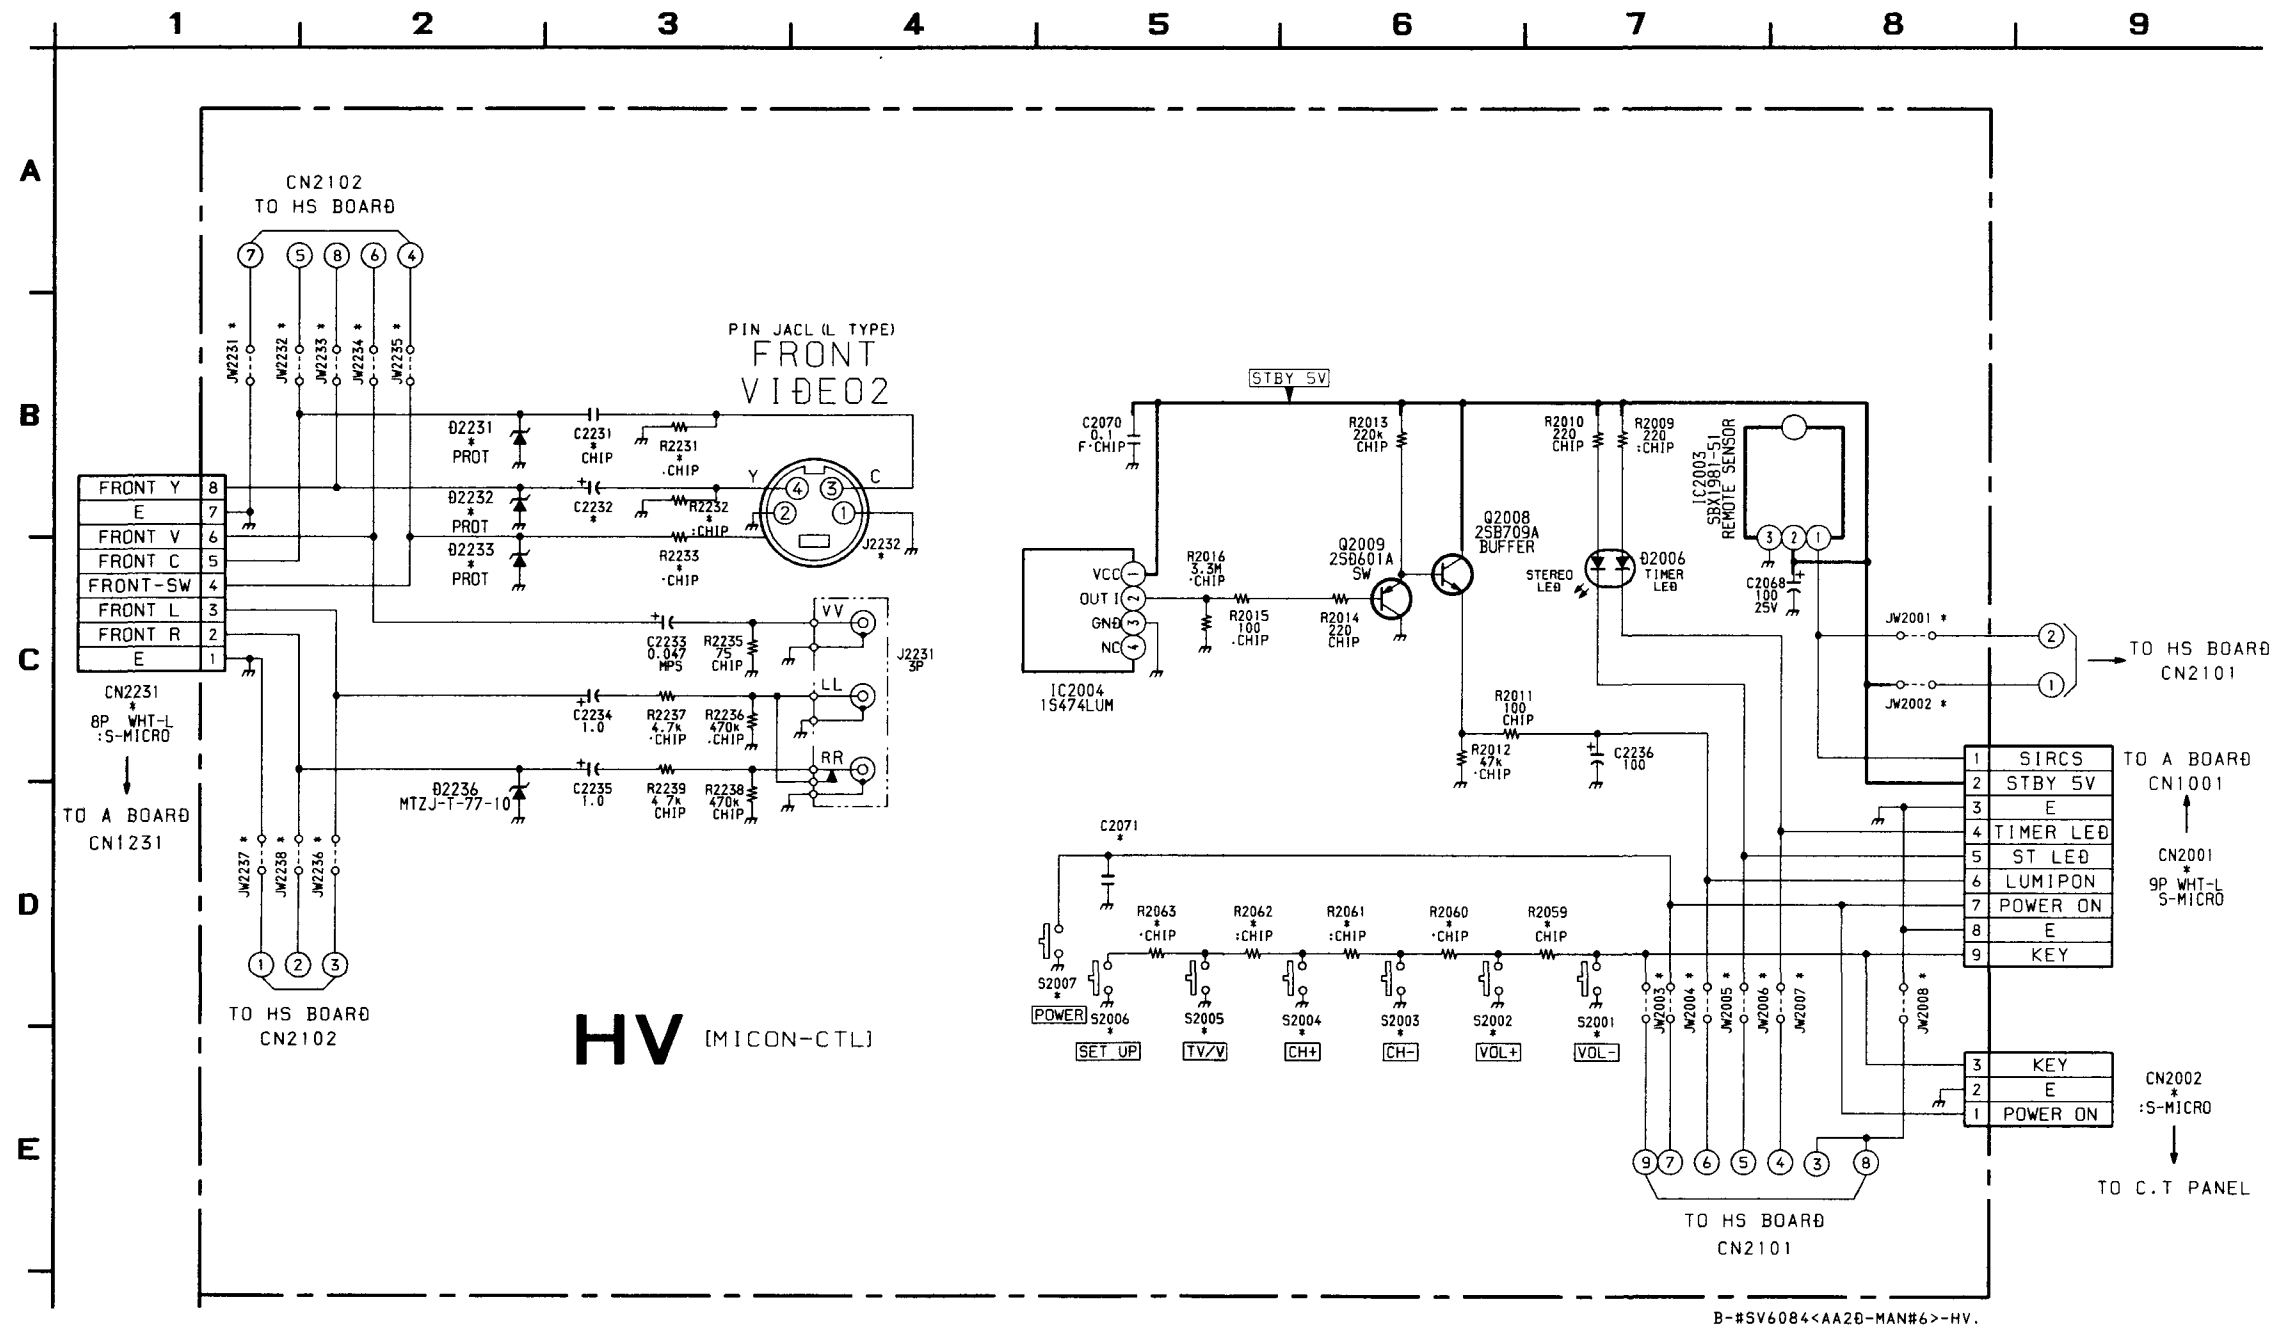 1 2 3 4 5 6 7 8 9
A
B
C
D
E
CN2102
TO HS BOARD
7 5 8 6 4
JW2231 *
JW2232 *
JW2233 *
JW2234 *
JW2235 *
PIN JACL (L TYPE)
FRONT
VIDEO2
D2231
*
PROT
C2231
*
CHIP
R2231
*
.CHIP
D2232
*
PROT
C2232
*
R2232
*
:CHIP
D2233
*
PROT
R2233
*
.CHIP
Y
C
4 3
2 1
J2232
*
FRONT Y 8
E 7
FRONT V 6
FRONT C 5
FRONT-SW 4
FRONT L 3
FRONT R 2
E 1
CN2231
*
8P WHT-L
:S-MICRO
TO A BOARD
CN1231
C2233
0.047
MPS
R2235
75
CHIP
VV
J2231
3P
LL
C2234
1.0
R2237
4.7k
.CHIP
R2236
470k
.CHIP
RR
D2236
MTZJ-T-77-10
C2235
1.0
R2239
4.7k
CHIP
R2238
470k
CHIP
JW2237 *
JW2238 *
JW2236 *
1 2 3
TO HS BOARD
CN2102
HV [MICON-CTL]
STBY 5V
C2070
0.1
F.CHIP
R2013
220k
CHIP
R2010
220
CHIP
R2009
220
:CHIP
IC2003
SBX1981-51
REMOTE SENSOR
3 2 1
Q2008
2SB709A
BUFFER
Q2009
2SD601A
SW
R2016
3.3M
.CHIP
VCC 1
OUT I 2
GND 3
NC 4
IC2004
1S474LUM
R2015
100
.CHIP
R2014
220
CHIP
STEREO
LED
D2006
TIMER
LED
C2068
100
25V
R2011
100
CHIP
R2012
47k
.CHIP
C2236
100
JW2001 *
2
JW2002 *
1
TO HS BOARD
CN2101
1 SIRCS
2 STBY 5V
3 E
4 TIMER LED
5 ST LED
6 LUMIPON
7 POWER ON
8 E
9 KEY
TO A BOARD
CN1001
CN2001
*
9P WHT-L
S-MICRO
C2071
*
R2063
*
.CHIP
R2062
*
:CHIP
R2061
*
:CHIP
R2060
*
.CHIP
R2059
*
CHIP
S2007
*
POWER
S2006
*
SET UP
S2005
*
TV/V
S2004
*
CH+
S2003
*
CH-
S2002
*
VOL+
S2001
*
VOL-
JW2003 *
JW2004 *
JW2005 *
JW2006 *
JW2007 *
JW2008 *
3 KEY
2 E
1 POWER ON
CN2002
*
:S-MICRO
TO C.T PANEL
9 7 6 5 4 3 8
TO HS BOARD
CN2101
B-#SV6084<AA2D-MAN#6>-HV.